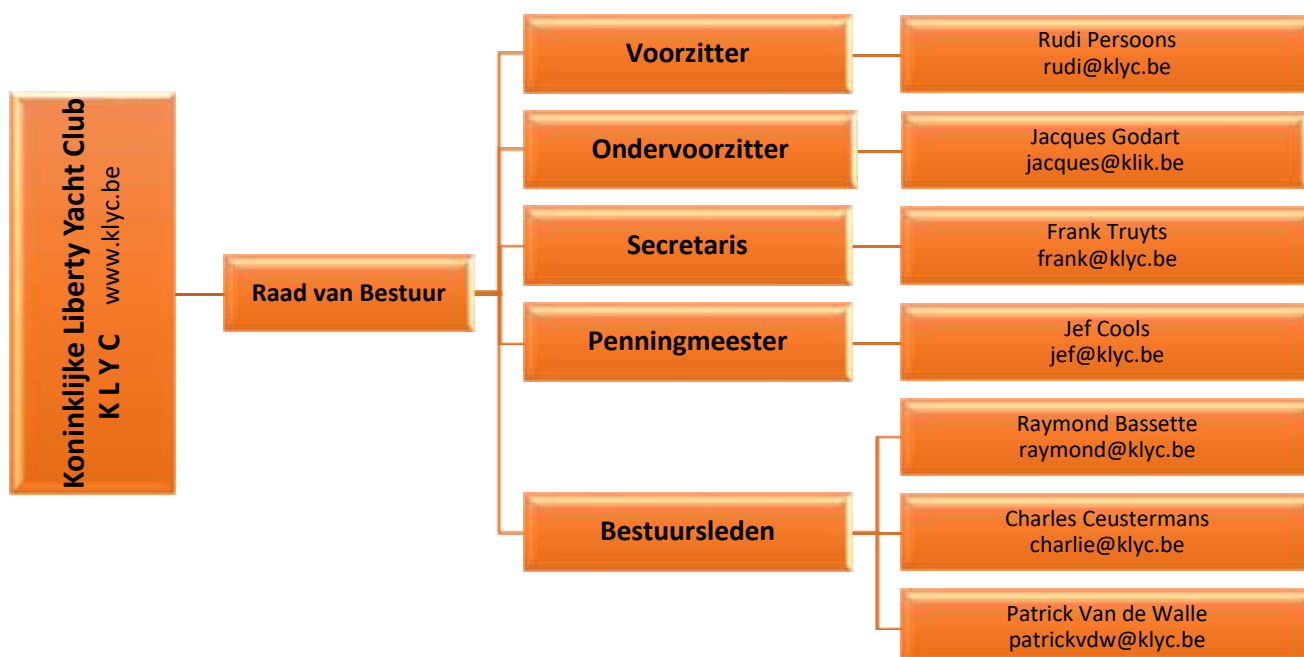 Koninklijke Liberty Yacht Club
K L Y C www.klyc.be
Raad van Bestuur
Voorzitter
Rudi Persoons
rudi@klyc.be
Ondervoorzitter
Jacques Godart
jacques@klik.be
Secretaris
Frank Truyts
frank@klyc.be
Penningmeester
Jef Cools
jef@klyc.be
Bestuursleden
Raymond Bassette
raymond@klyc.be
Charles Ceustermans
charlie@klyc.be
Patrick Van de Walle
patrickvdw@klyc.be